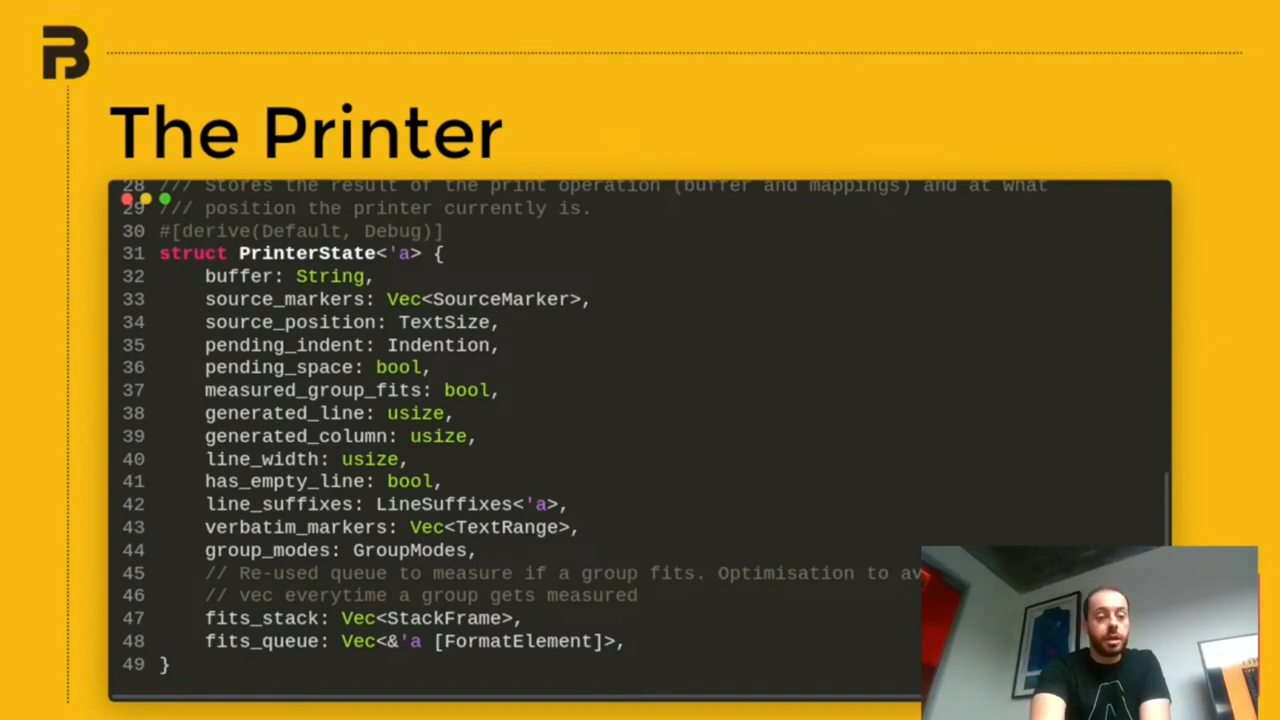 B
The Printer
28 /// Stores the result of the print operation (buffer and mappings) and at what
29 /// position the printer currently is.
30 #[derive(Default, Debug)]
31 struct PrinterState<'a> {
32     buffer: String,
33     source_markers: Vec<SourceMarker>,
34     source_position: TextSize,
35     pending_indent: Indention,
36     pending_space: bool,
37     measured_group_fits: bool,
38     generated_line: usize,
39     generated_column: usize,
40     line_width: usize,
41     has_empty_line: bool,
42     line_suffixes: LineSuffixes<'a>,
43     verbatim_markers: Vec<TextRange>,
44     group_modes: GroupModes,
45     // Re-used queue to measure if a group fits. Optimisation to av
46     // vec everytime a group gets measured
47     fits_stack: Vec<StackFrame>,
48     fits_queue: Vec<&'a [FormatElement]>,
49 }